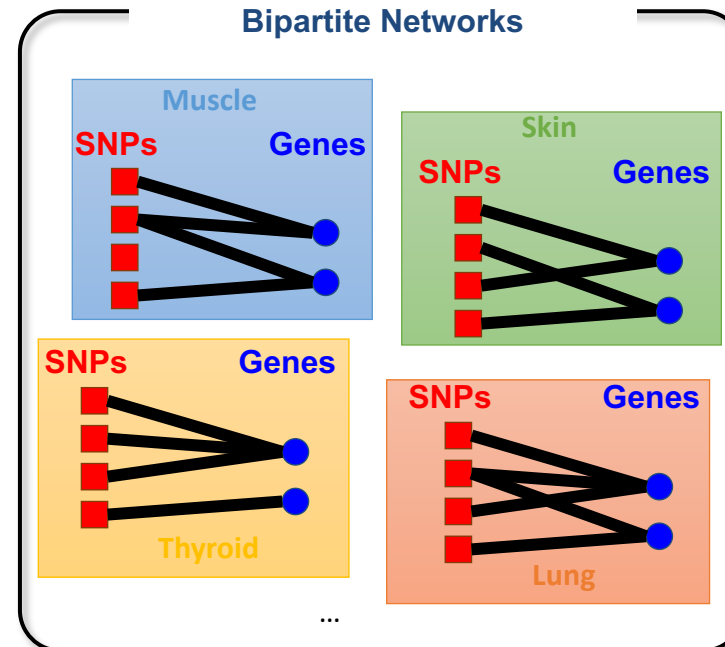 Bipartite Networks
Muscle
SNPs Genes
Skin
SNPs Genes
SNPs Genes
Thyroid
SNPs Genes
Lung
...